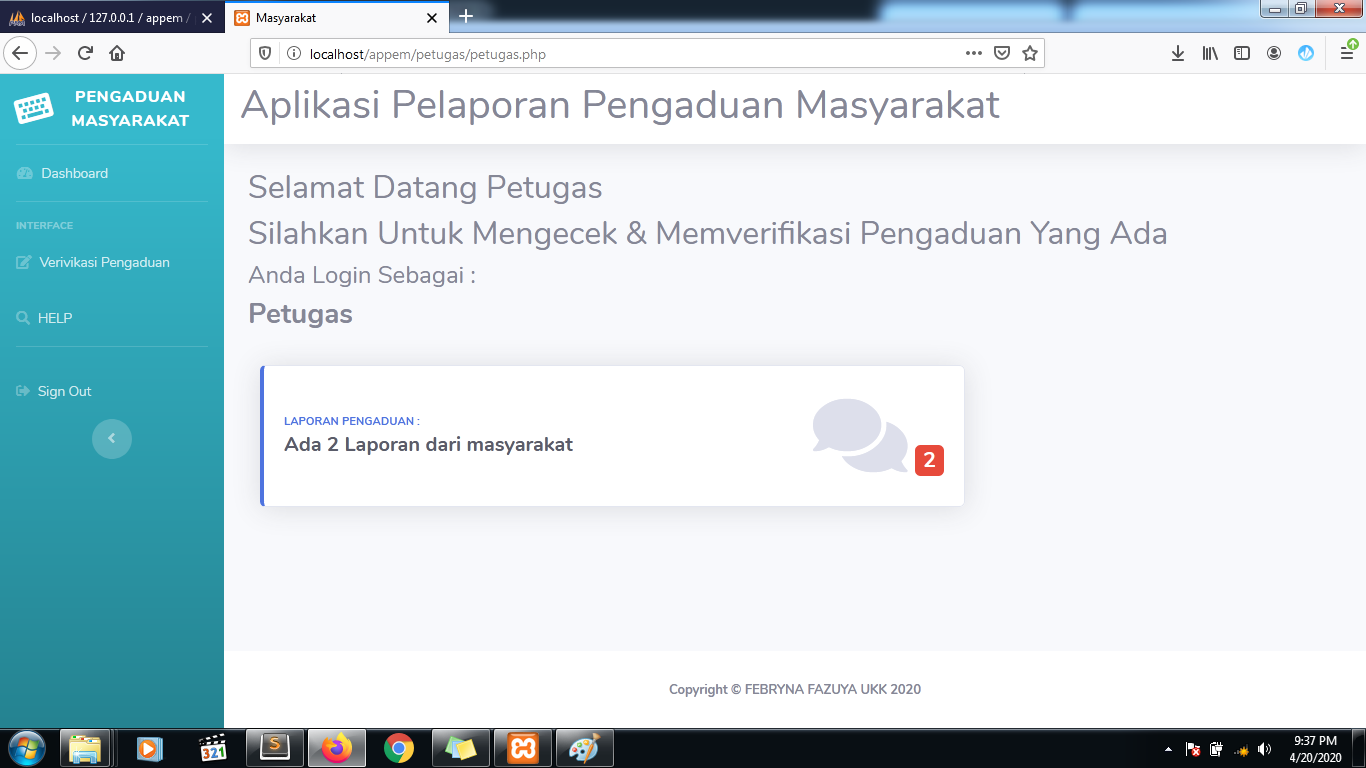 localhost / 127.0.0.1 / appem /
Masyarakat
localhost/appem/petugas/petugas.php
PENGADUAN
MASYARAKAT
Aplikasi Pelaporan Pengaduan Masyarakat
Dashboard
INTERFACE
Verivikasi Pengaduan
HELP
Sign Out
Selamat Datang Petugas
Silahkan Untuk Mengecek & Memverifikasi Pengaduan Yang Ada
Anda Login Sebagai :
Petugas
LAPORAN PENGADUAN :
Ada 2 Laporan dari masyarakat
2
Copyright © FEBRYNA FAZUYA UKK 2020
321
S
9:37 PM
4/20/2020